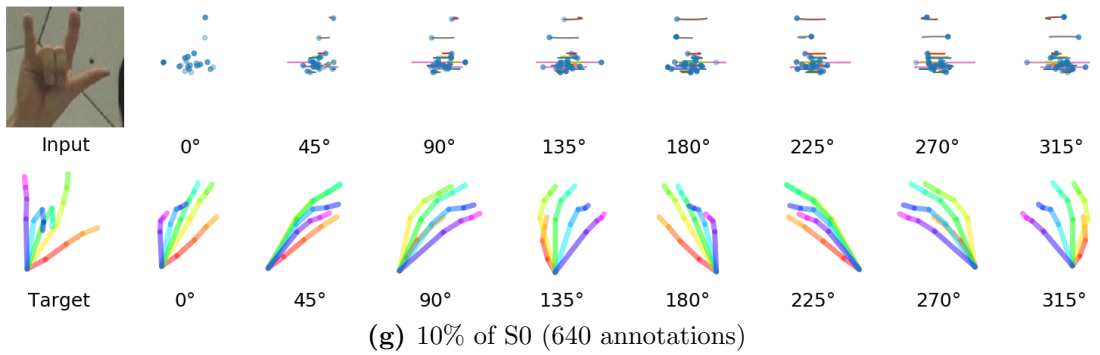 Input 0° 45° 90° 135° 180° 225° 270° 315°
Target 0° 45° 90° 135° 180° 225° 270° 315°
(g) 10% of S0 (640 annotations)